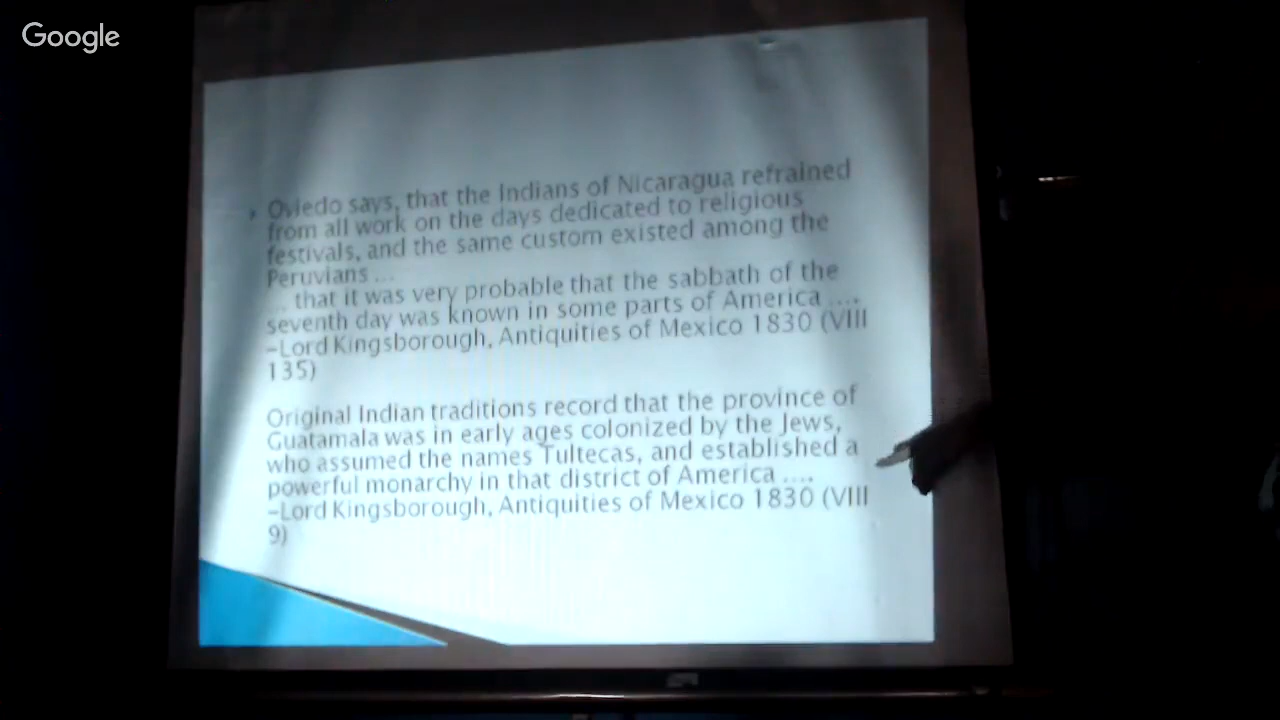 Google
Oviedo says, that the Indians of Nicaragua refrained
from all work on the days dedicated to religious
festivals, and the same custom existed among the
Peruvians ...
... that it was very probable that the sabbath of the
seventh day was known in some parts of America ....
–Lord Kingsborough, Antiquities of Mexico 1830 (VIII
135)
Original Indian traditions record that the province of
Guatamala was in early ages colonized by the Jews,
who assumed the names Tultecas, and established a
powerful monarchy in that district of America ....
–Lord Kingsborough, Antiquities of Mexico 1830 (VIII
9)